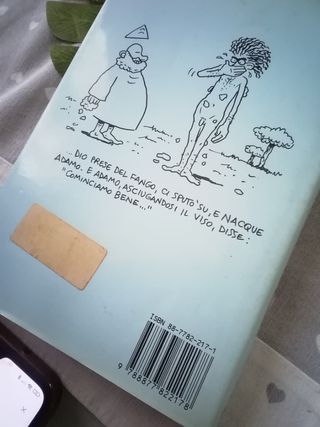 ... DIO PRESE DEL FANGO, CI SPUTÒ SU, E NACQUE
ADAMO. E ADAMO, ASCIUGANDOSI IL VISO, DISSE:
"COMINCIAMO BENE..."
ISBN 88-7782-217-1
9 788877 822178